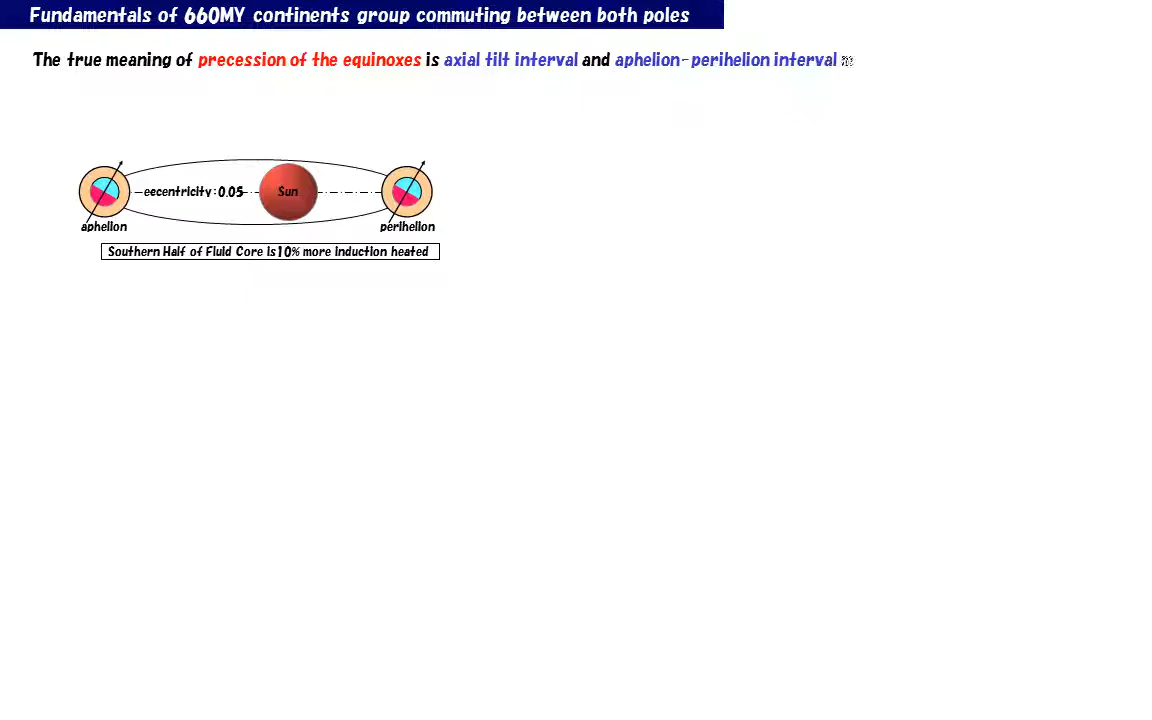 Fundamentals of 660MY continents group commuting between both poles
The true meaning of precession of the equinoxes is axial tilt interval and aphelion-perihelion interval
eccentricity:0.05
Sun
aphelion
perihelion
Southern Half of Fluid Core is10% more induction heated